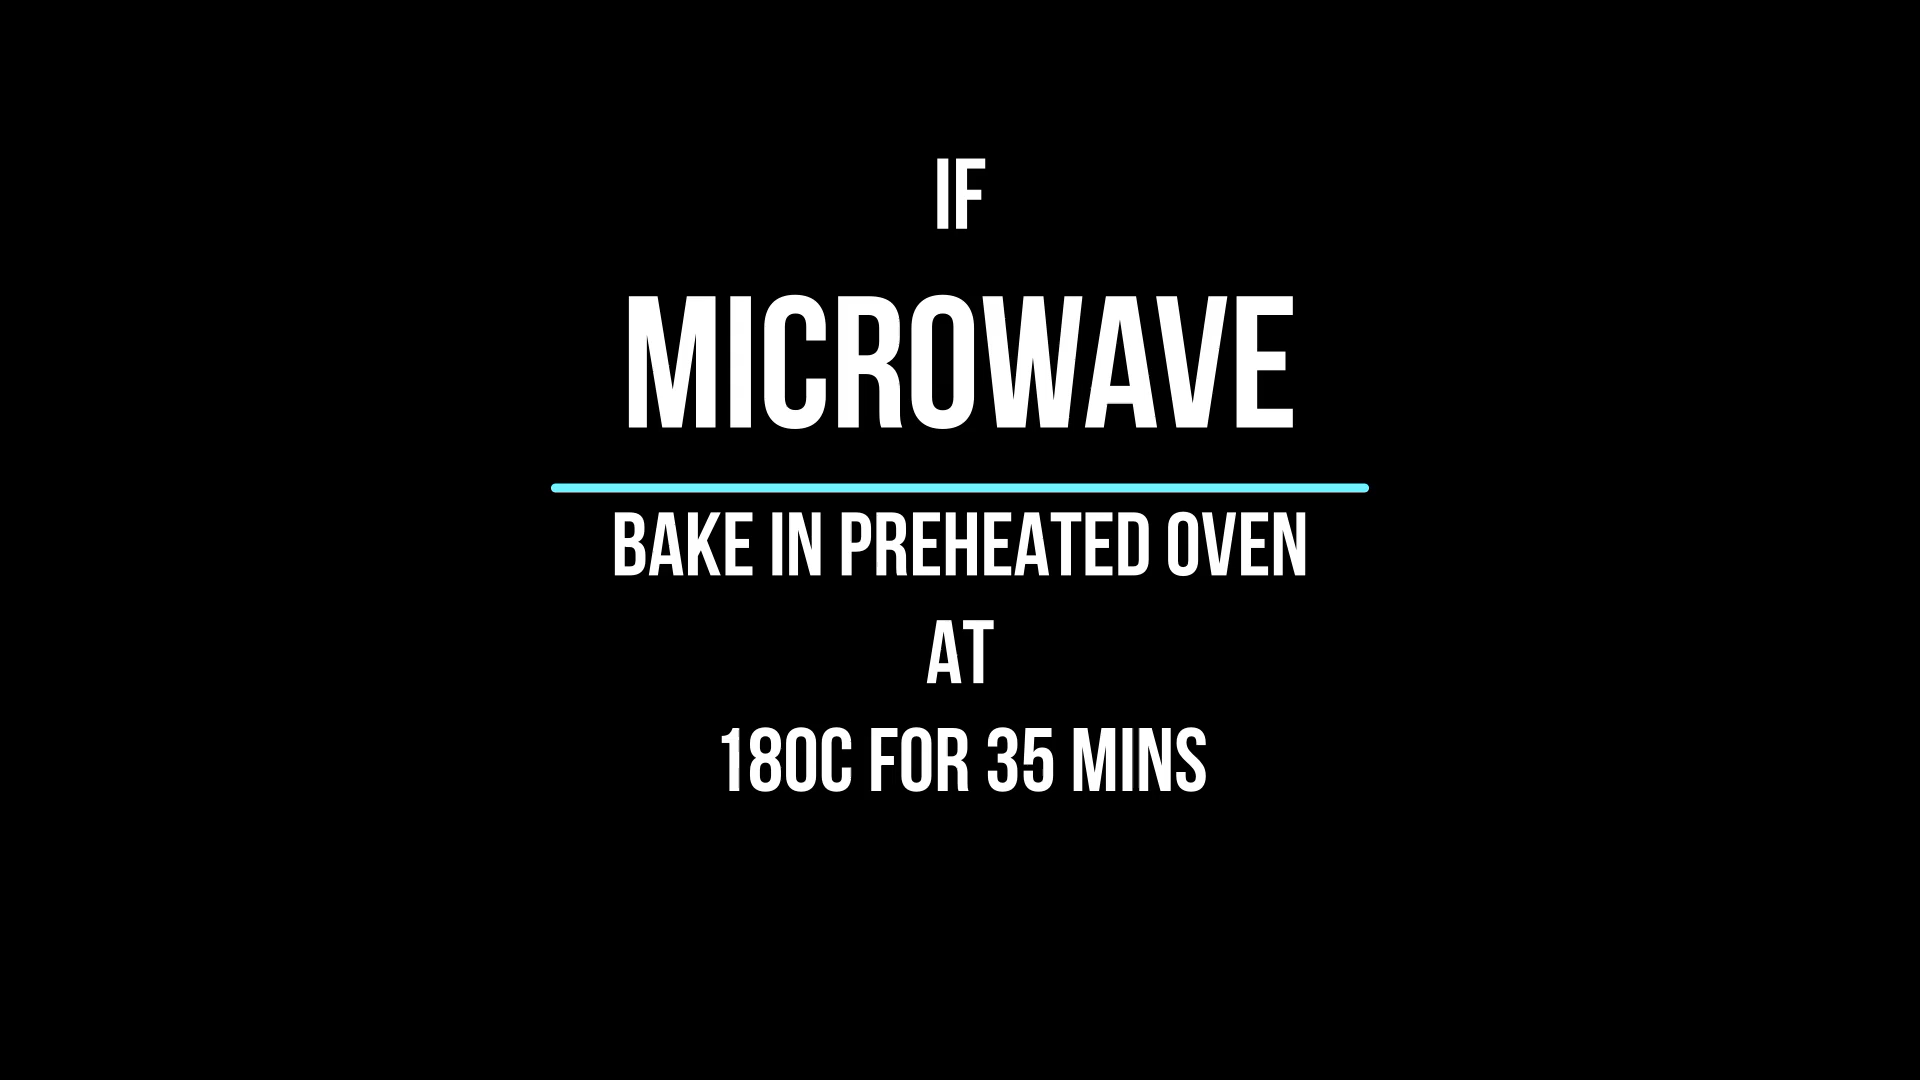 IF
MICROWAVE
BAKE IN PREHEATED OVEN
AT
180C FOR 35 MINS